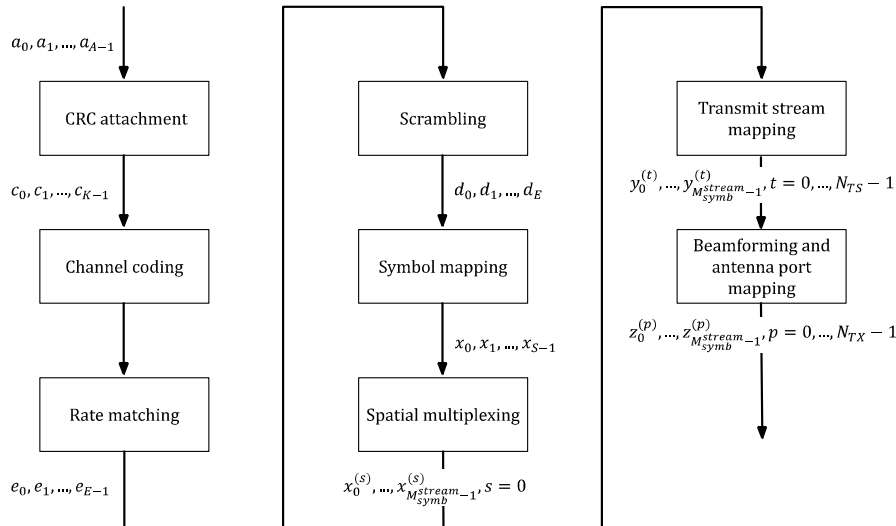 a_0, a_1, ..., a_{A−1}
CRC attachment
c_0, c_1, ..., c_{K−1}
Channel coding
Rate matching
e_0, e_1, ..., e_{E−1}
Scrambling
d_0, d_1, ..., d_E
Symbol mapping
x_0, x_1, ..., x_{S−1}
Spatial multiplexing
x_0^{(s)}, ..., x_{M_{symb}^{stream}−1}^{(s)}, s = 0
Transmit stream
mapping
y_0^{(t)}, ..., y_{M_{symb}^{stream}−1}^{(t)}, t = 0, ..., N_{TS} − 1
Beamforming and
antenna port
mapping
z_0^{(p)}, ..., z_{M_{symb}^{stream}−1}^{(p)}, p = 0, ..., N_{TX} − 1